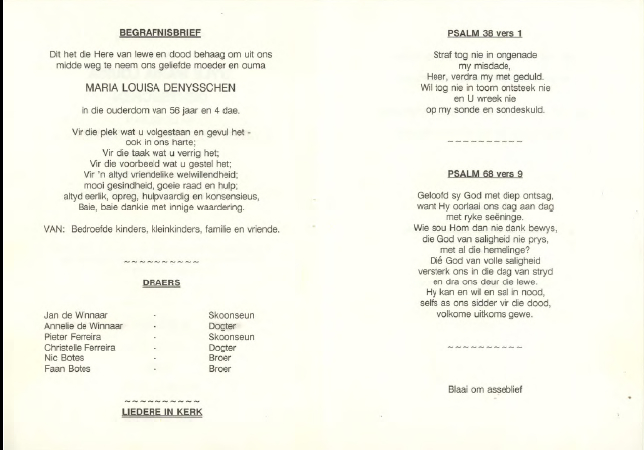 BEGRAFNISBRIEF
Dit het die Here van lewe en dood behaag om uit ons
midde weg te neem ons geliefde moeder en ouma
MARIA LOUISA DENYSSCHEN
in die ouderdom van 56 jaar en 4 dae.
Vir die plek wat u volgestaan en gevul het -
ook in ons harte;
Vir die taak wat u verrig het;
Vir die voorbeeld wat u gestel het;
Vir 'n altyd vriendelike welwillendheid;
mooi gesindheid, goeie raad en hulp;
altyd eerlik, opreg, hulpvaardig en konsensieus,
Baie, baie dankie met innige waardering.
VAN: Bedroefde kinders, kleinkinders, familie en vriende.
~~~~~~~~~~
DRAERS
Jan de Winnaar - Skoonseun
Annelie de Winnaar - Dogter
Pieter Ferreira - Skoonseun
Christelle Ferreira - Dogter
Nic Botes - Broer
Faan Botes - Broer
~~~~~~~~~~
LIEDERE IN KERK
PSALM 38 vers 1
Straf tog nie in ongenade
my misdade,
Heer, verdra my met geduld.
Wil tog nie in toorn ontsteek nie
en U wreek nie
op my sonde en sondeskuld.
~~~~~~~~~~
PSALM 68 vers 9
Geloofd sy God met diep ontsag,
want Hy oorlaai ons dag aan dag
met ryke seëninge.
Wie sou Hom dan nie dank bewys,
die God van saligheid nie prys,
met al die hemelinge?
Dié God van volle saligheid
versterk ons in die dag van stryd
en dra ons deur die lewe.
Hy kan en wil en sal in nood,
selfs as ons sidder vir die dood,
volkome uitkoms gewe.
~~~~~~~~~~
Blaai om asseblief